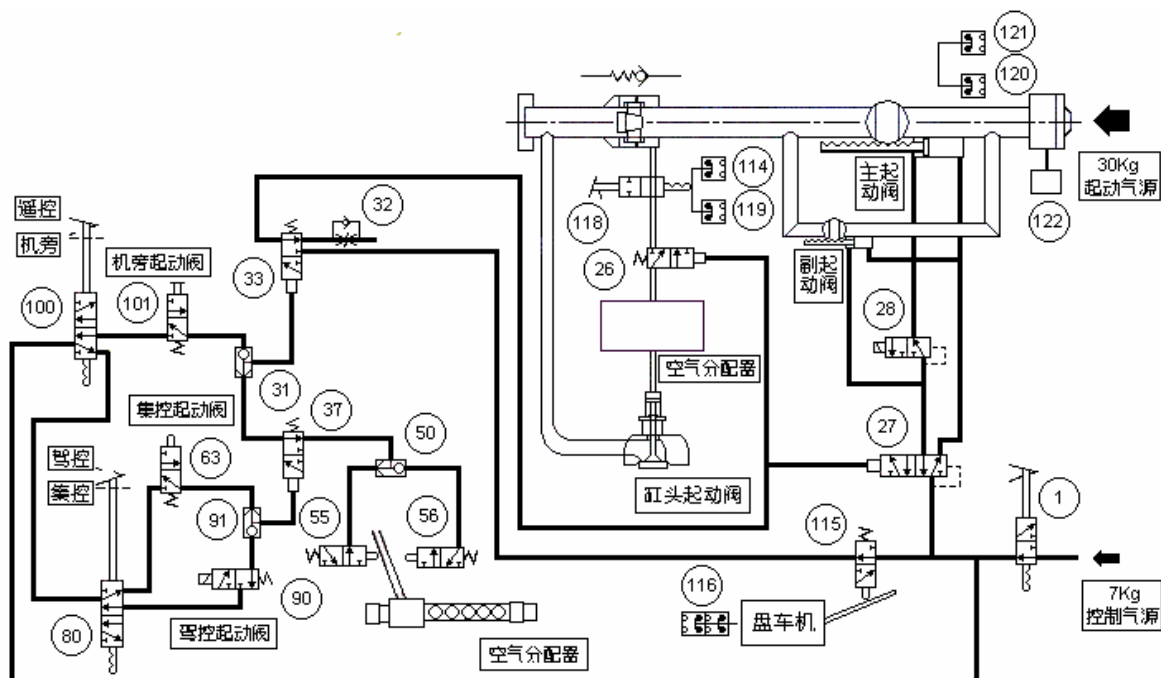 121
120
114
119
118
30Kg
起动气源
122
主起
动阀
遥控
机旁
机旁起动阀
32
33
26
副起
动阀
28
100
101
空气分配器
31
37
集控起动阀
50
27
驾控
集控
63
缸头起动阀
1
91
55
56
115
116
90
80
盘车机
7Kg
控制气源
驾控起动阀
空气分配器